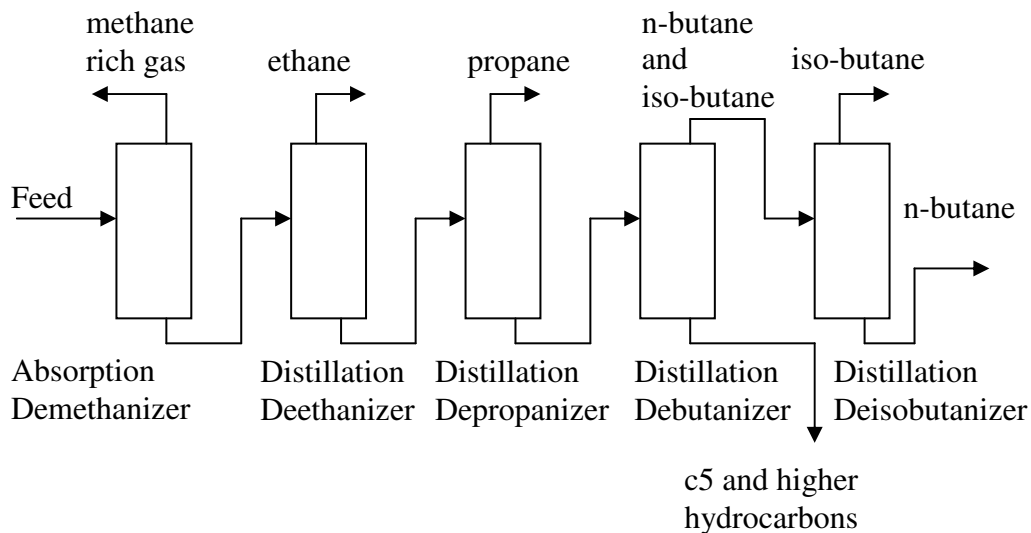 methane
rich gas
ethane
propane
n-butane
and
iso-butane
iso-butane
Feed
n-butane
Absorption
Demethanizer
Distillation
Deethanizer
Distillation
Depropanizer
Distillation
Debutanizer
Distillation
Deisobutanizer
c5 and higher
hydrocarbons